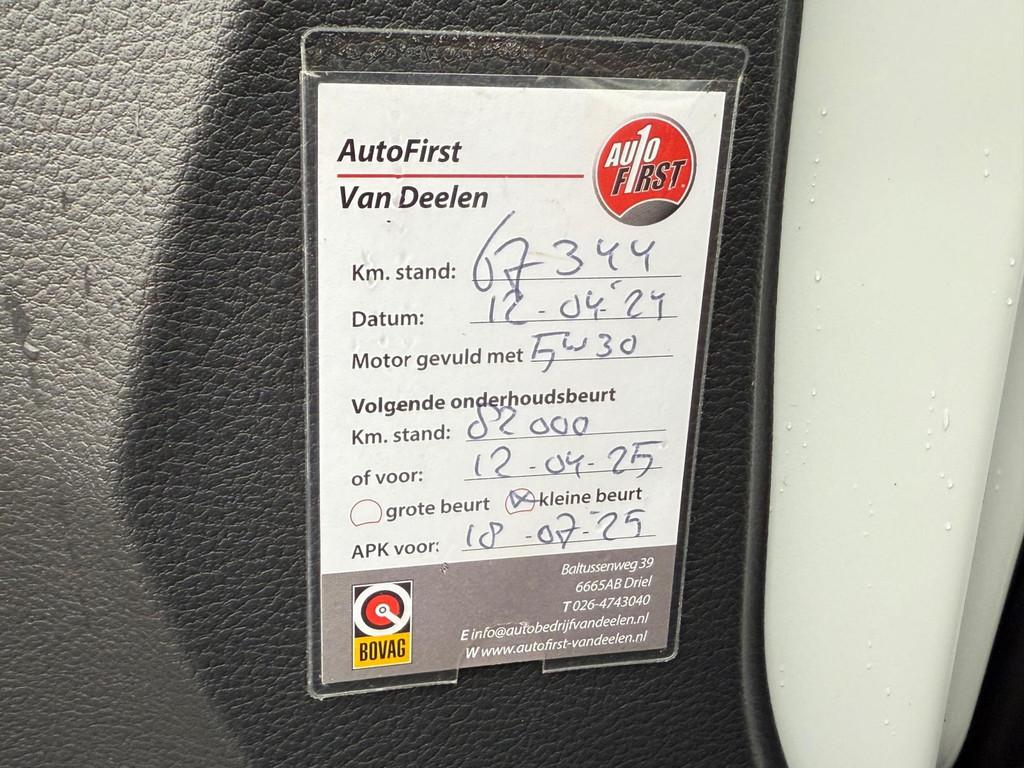 AutoFirst
AUTO
F1RST
Van Deelen
Km. stand: 67344
Datum: 12-04-24
Motor gevuld met 5w30
Volgende onderhoudsbeurt
Km. stand: 82000
of voor: 12-04-25
grote beurt kleine beurt
APK voor: 18-07-25
Baltussenweg 39
6665AB Driel
T 026-4743040
E info@autobedrijfvandeelen.nl
W www.autofirst-vandeelen.nl
BOVAG